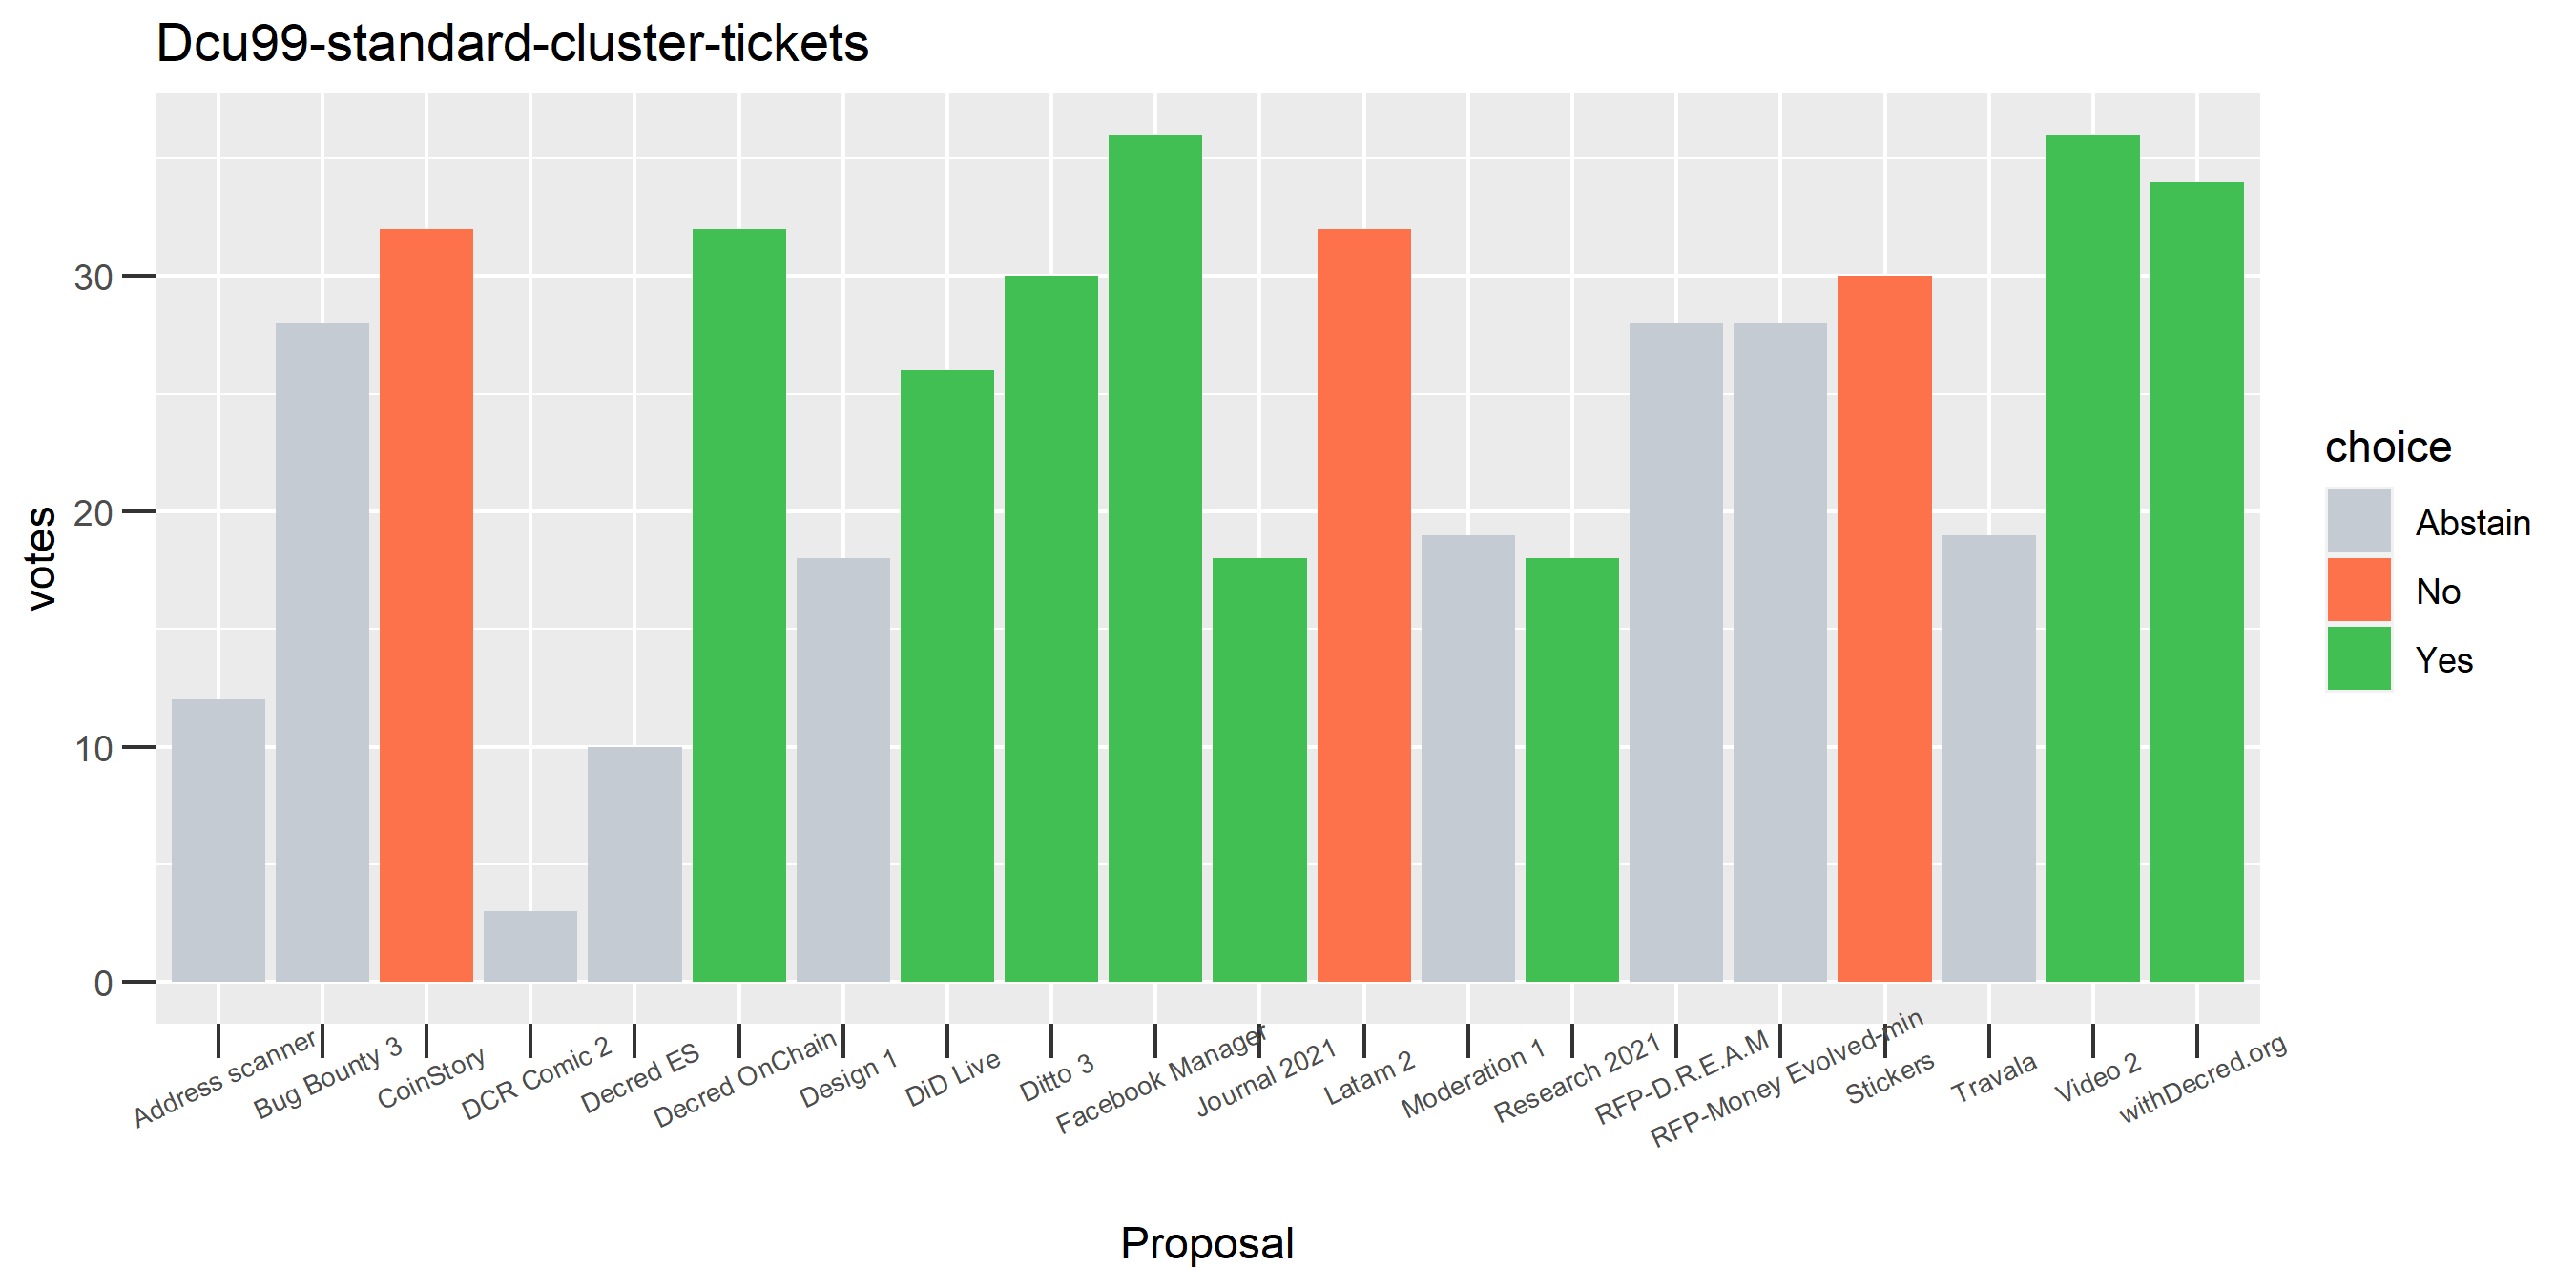 Dcu99-standard-cluster-tickets
votes
30
20
10
0
Address scanner
Bug Bounty 3
CoinStory
DCR Comic 2
Decred ES
Decred OnChain
Design 1
DiD Live
Ditto 3
Facebook Manager
Journal 2021
Latam 2
Moderation 1
Research 2021
RFP-D.R.E.A.M
RFP-Money Evolved-min
Stickers
Travala
Video 2
withDecred.org
Proposal
choice
Abstain
No
Yes